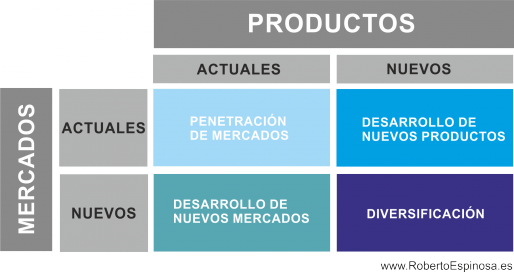 PRODUCTOS
ACTUALES
NUEVOS
MERCADOS
ACTUALES
PENETRACIÓN
DE MERCADOS
DESARROLLO DE
NUEVOS PRODUCTOS
NUEVOS
DESARROLLO DE
NUEVOS MERCADOS
DIVERSIFICACIÓN
www.RobertoEspinosa.es